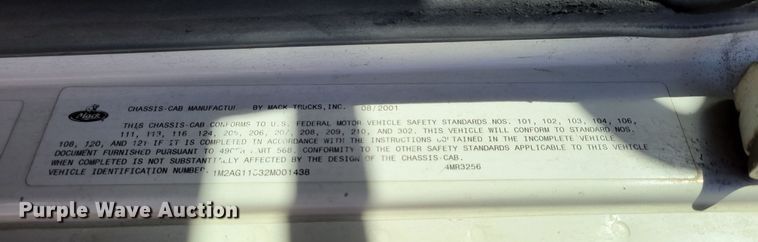 Mack
CHASSIS-CAB MANUFACTU BY MACK TRUCKS, INC. 08/2001
THIS CHASSIS-CAB CONFORMS TO U.S. FEDERAL MOTOR VEHICLE SAFETY STANDARDS NOS. 101, 102, 103, 104, 106,
111, 113, 116 124, 205, 206, 207, 208, 209, 210, AND 302. THIS VEHICLE WILL CONFORM TO STANDARD NOS.
108, 120, AND 121 IF IT IS COMPLETED IN ACCORDANCE WITH THE INSTRUCTIONS CONTAINED IN THE INCOMPLETE VEHICLE
DOCUMENT FURNISHED PURSUANT TO 568. CONFORMITY TO THE OTHER SAFETY STANDARDS APPLICABLE TO THIS VEHICLE
WHEN COMPLETED IS NOT SUBSTANTIALLY AFFECTED BY THE DESIGN OF THE CHASSIS-CAB.
VEHICLE IDENTIFICATION NUMBER 4MR3256
Purple Wave Auction